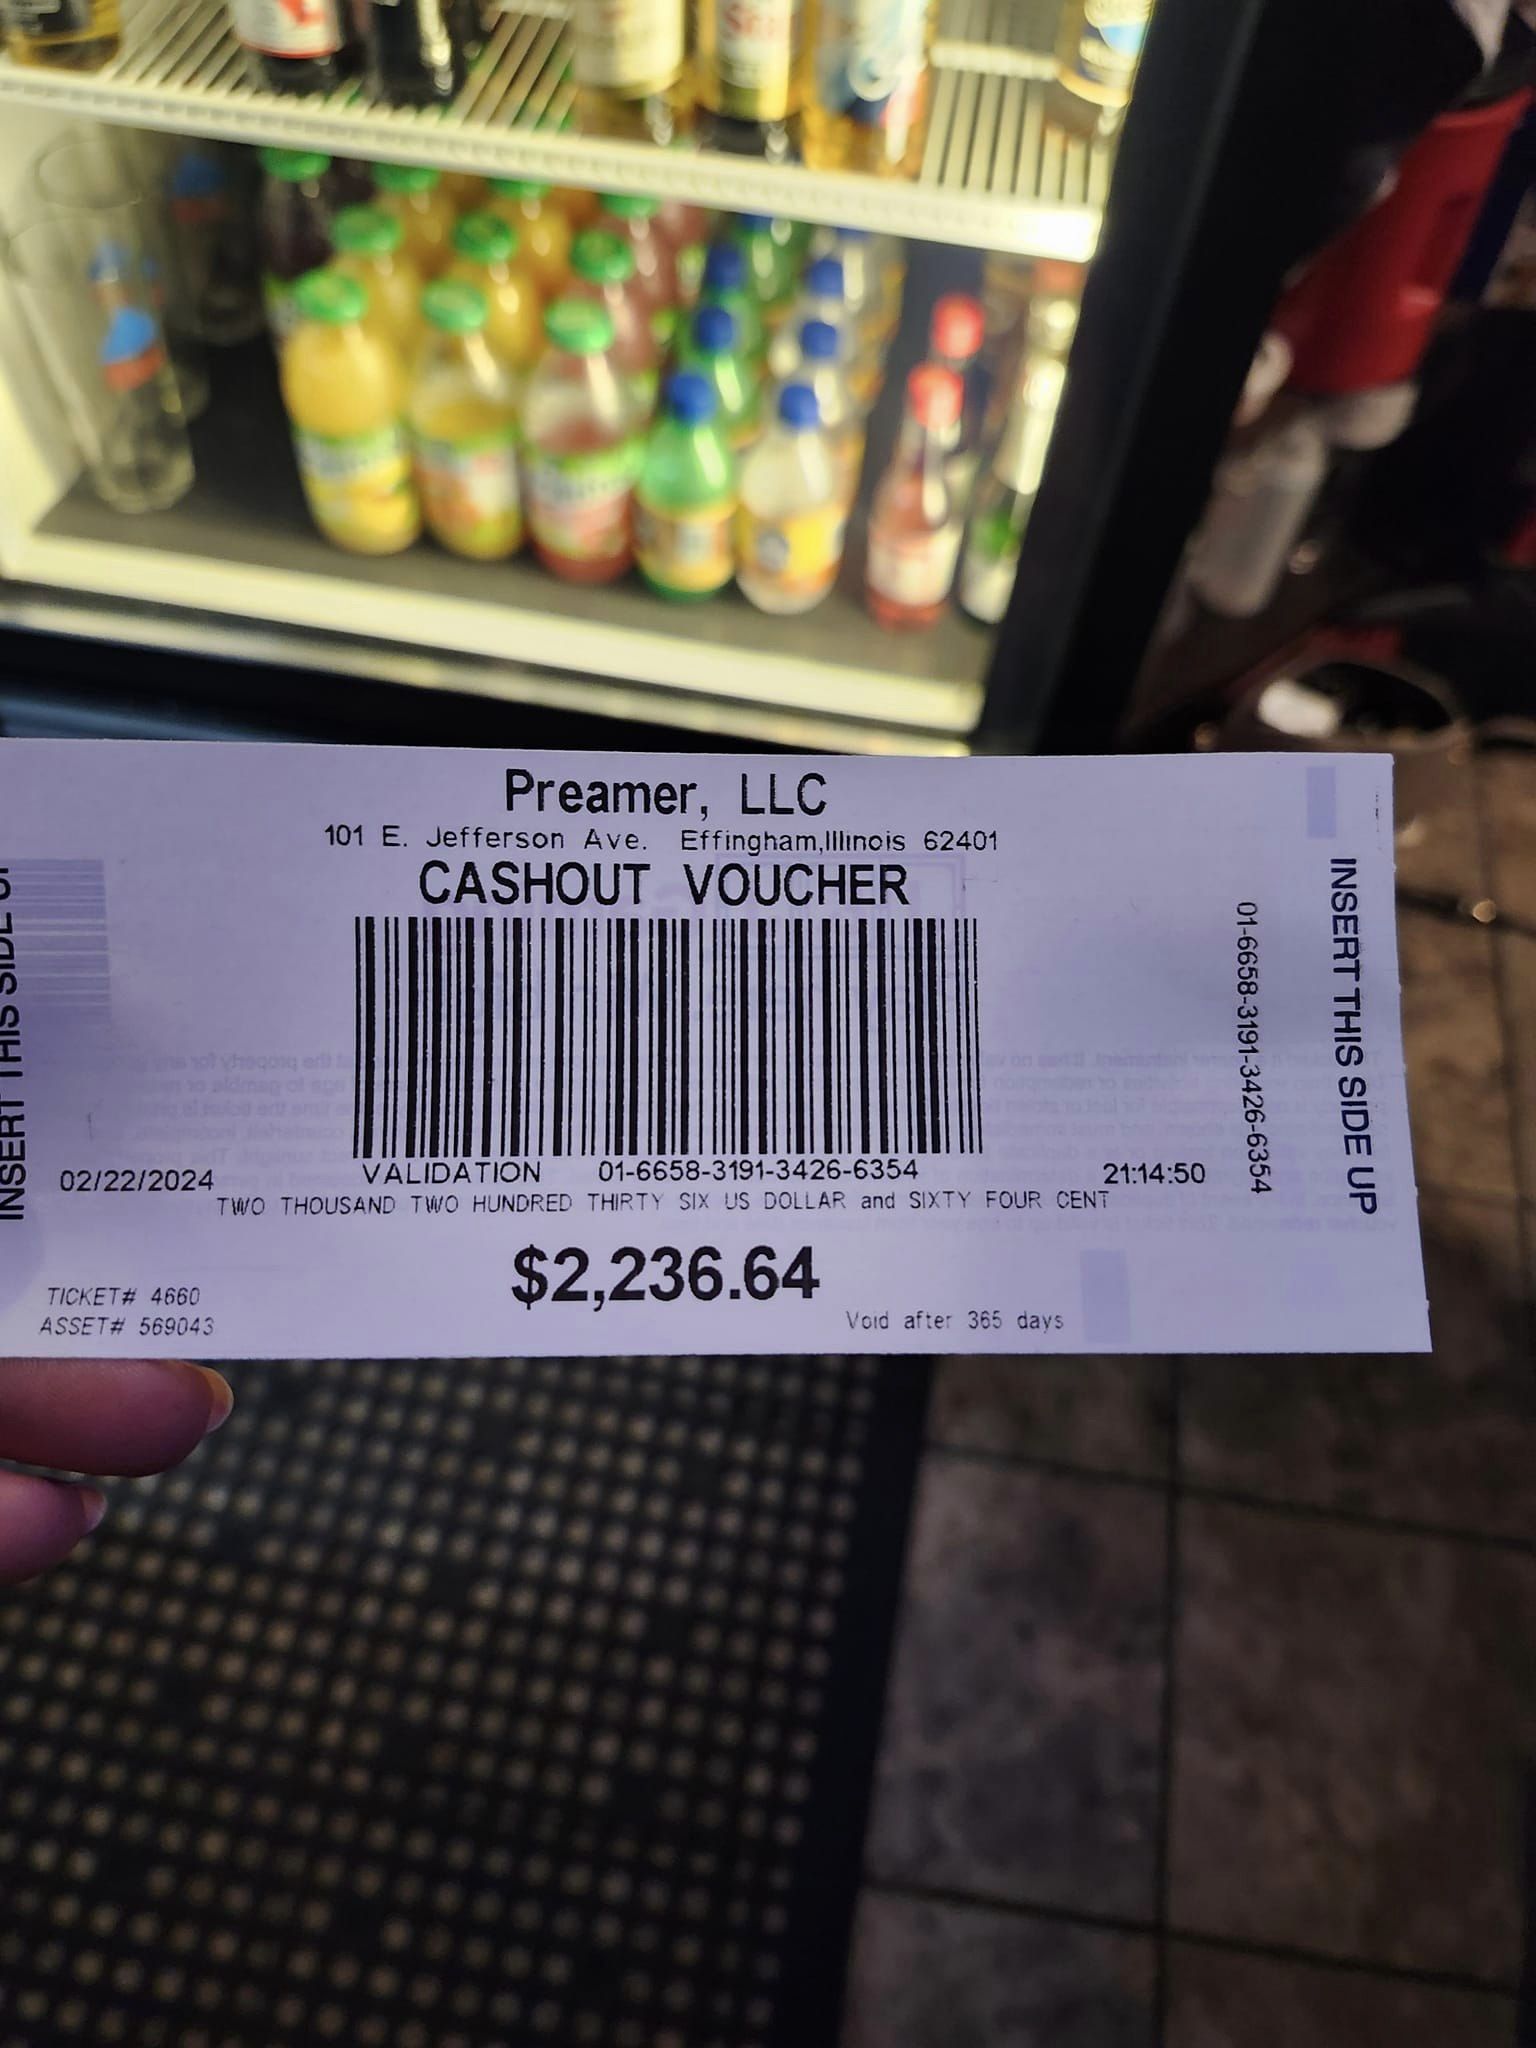 Preamer, LLC
101 E. Jefferson Ave. Effingham,Illinois 62401
CASHOUT VOUCHER
INSERT THIS SIDE UP
VALIDATION 01-6658-3191-3426-6354
02/22/2024
21:14:50
TWO THOUSAND TWO HUNDRED THIRTY SIX US DOLLAR and SIXTY FOUR CENT
$2,236.64
TICKET# 4660
ASSET# 569043
Void after 365 days
01-6658-3191-3426-6354
INSERT THIS SIDE UP